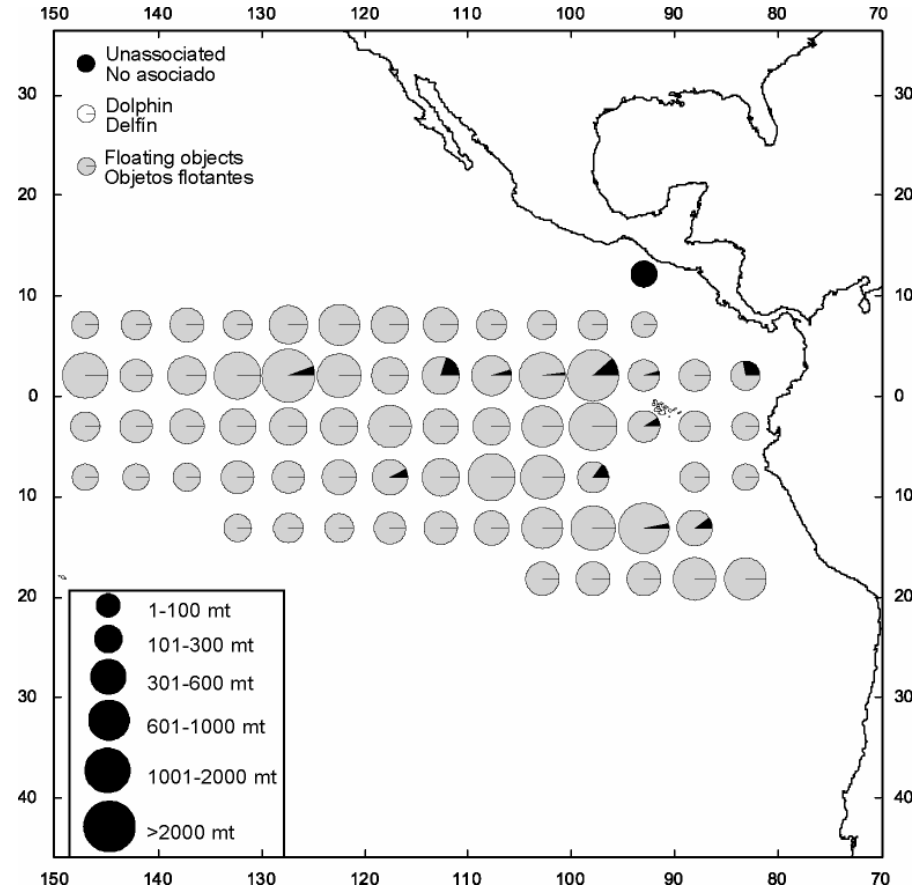 150 140 130 120 110 100 90 80 70
Unassociated
No asociado
Dolphin
Delfín
Floating objects
Objetos flotantes
30 30
20 20
10 10
0 0
10 10
20 20
30 30
40 40
1-100 mt
101-300 mt
301-600 mt
601-1000 mt
1001-2000 mt
>2000 mt
150 140 130 120 110 100 90 80 70